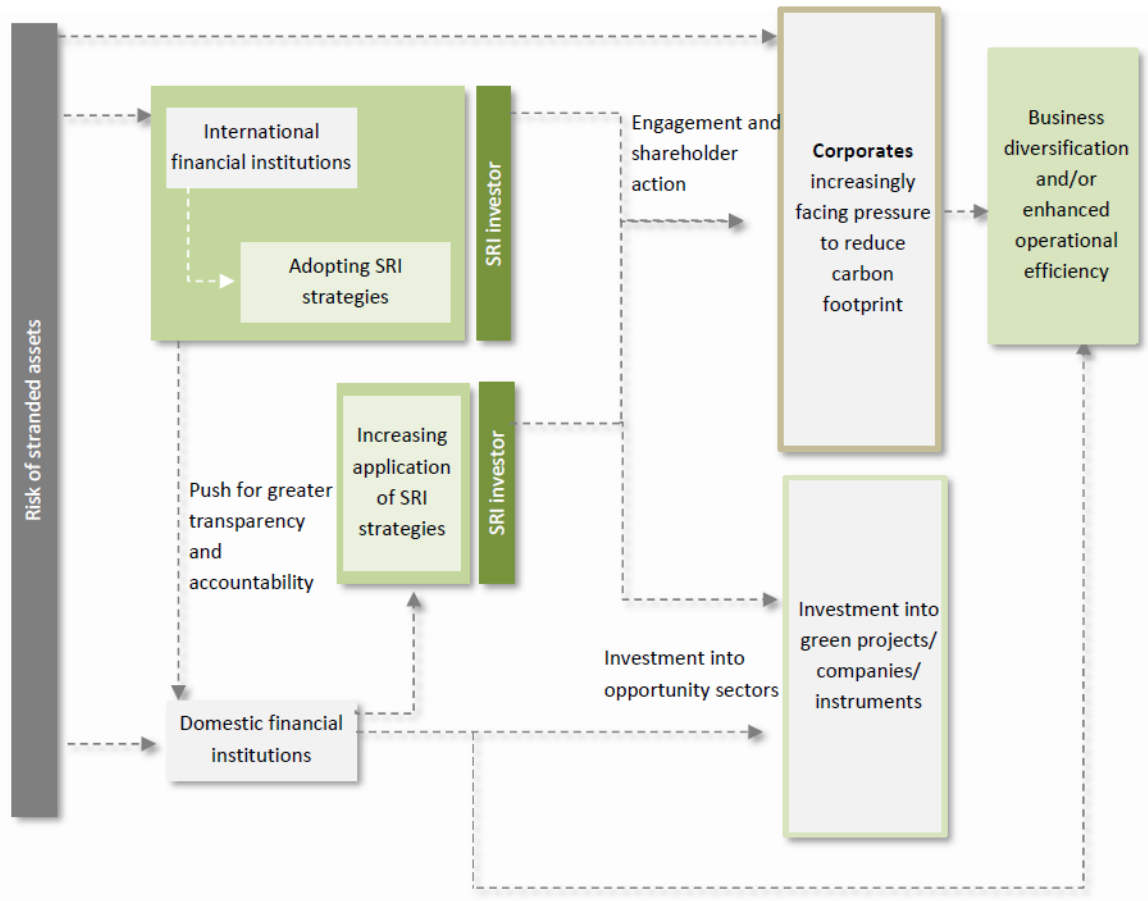 Risk of stranded assets
International
financial institutions
Adopting SRI
strategies
SRI investor
Push for greater
transparency
and
accountability
Increasing
application
of SRI
strategies
SRI investor
Domestic financial
institutions
Engagement and
shareholder
action
Investment into
opportunity sectors
Corporates
increasingly
facing pressure
to reduce
carbon
footprint
Investment into
green projects/
companies/
instruments
Business
diversification
and/or
enhanced
operational
efficiency